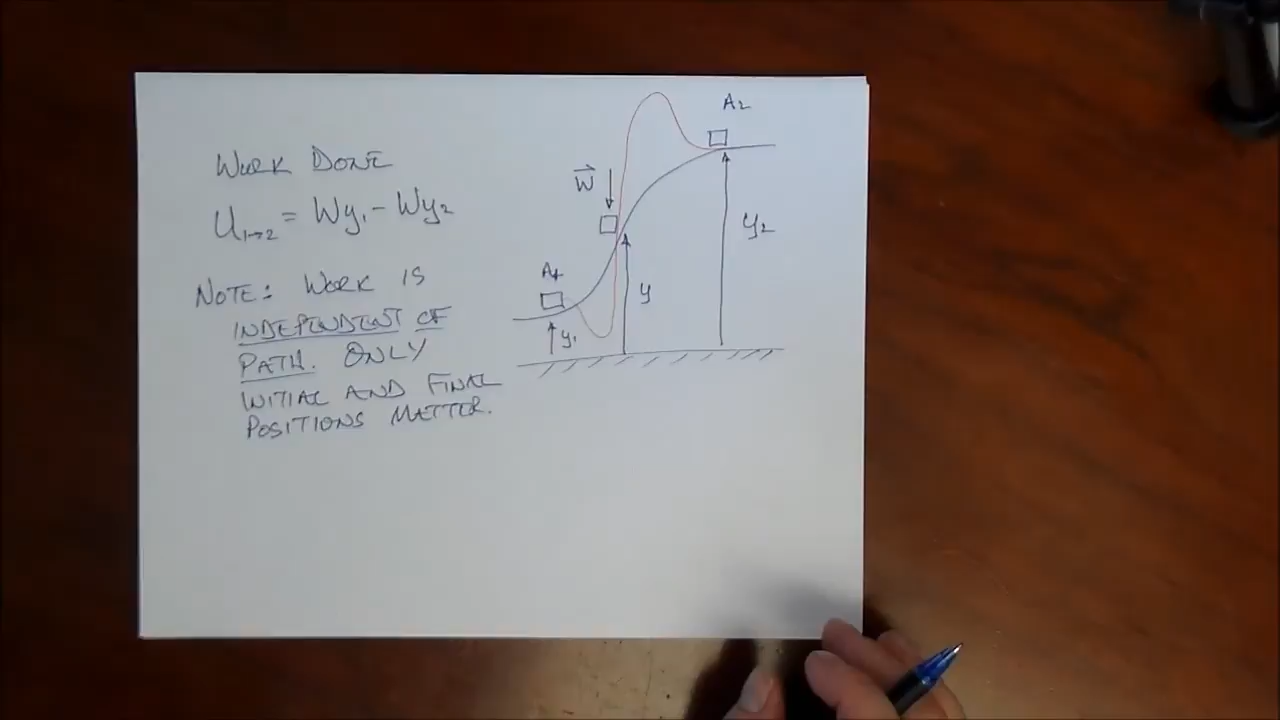 WORK DONE
U1→2 = Wy1 - Wy2
NOTE: WORK IS
INDEPENDENT OF
PATH. ONLY
INITIAL AND FINAL
POSITIONS MATTER.
A2
W
y2
A1
y
y1